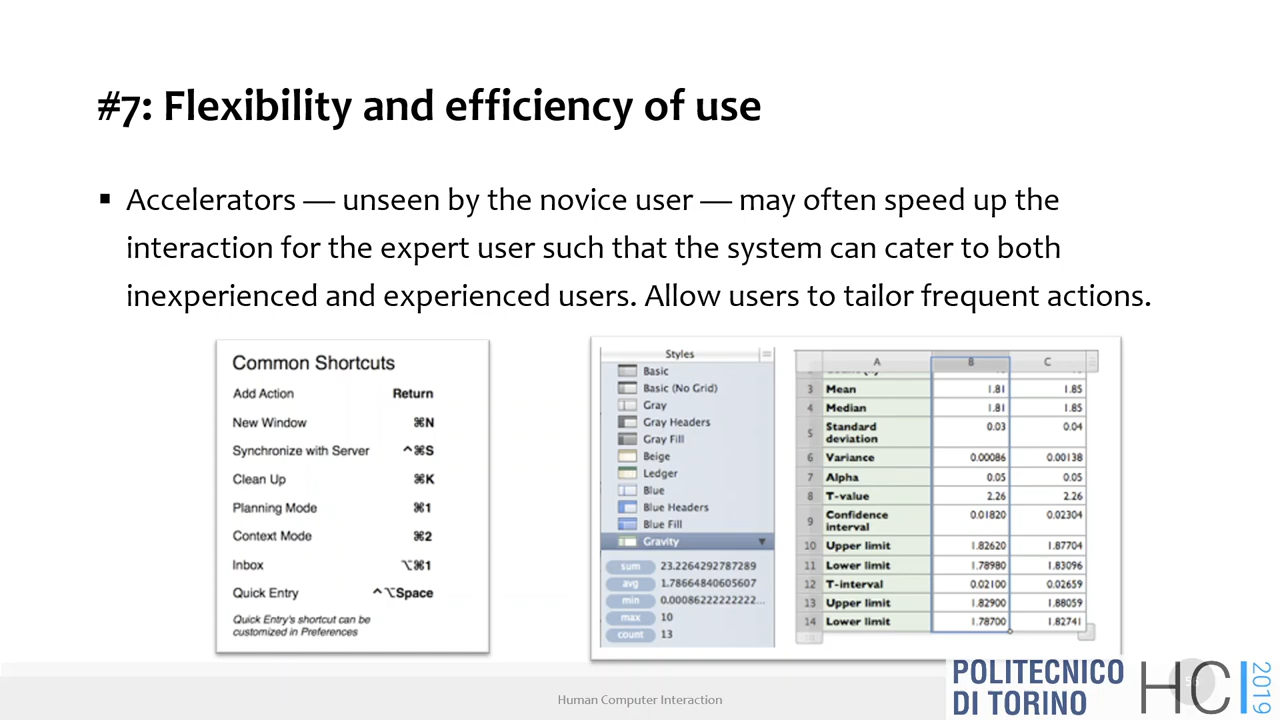 #7: Flexibility and efficiency of use
▪ Accelerators — unseen by the novice user — may often speed up the
interaction for the expert user such that the system can cater to both
inexperienced and experienced users. Allow users to tailor frequent actions.
Common Shortcuts
Add Action Return
New Window ⌘N
Synchronize with Server ^⌘S
Clean Up ⌘K
Planning Mode ⌘1
Context Mode ⌘2
Inbox ⌥⌘1
Quick Entry ^⌥Space
Quick Entry's shortcut can be
customized in Preferences
Styles
Basic
Basic (No Grid)
Gray
Gray Headers
Gray Fill
Beige
Ledger
Blue
Blue Headers
Blue Fill
Gravity
sum 23.2264292787289
avg 1.78664840605607
min 0.00086222222222...
max 10
count 13
A B C
3 Mean 1.81 1.85
4 Median 1.81 1.85
5 Standard
deviation 0.03 0.04
6 Variance 0.00086 0.00138
7 Alpha 0.05 0.05
8 T-value 2.26 2.26
9 Confidence
interval 0.01820 0.02304
10 Upper limit 1.82620 1.87704
11 Lower limit 1.78980 1.83096
12 T-interval 0.02100 0.02659
13 Upper limit 1.82900 1.88059
14 Lower limit 1.78700 1.82741
Human Computer Interaction
POLITECNICO
DI TORINO
HCI
2019